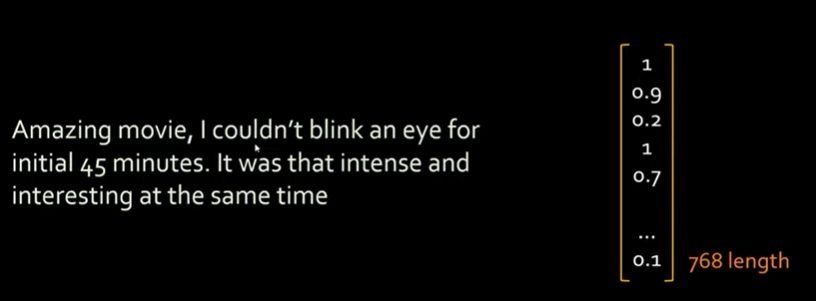 Amazing movie, I couldn't blink an eye for
initial 45 minutes. It was that intense and
interesting at the same time
1
0.9
0.2
1
0.7
...
0.1
768 length